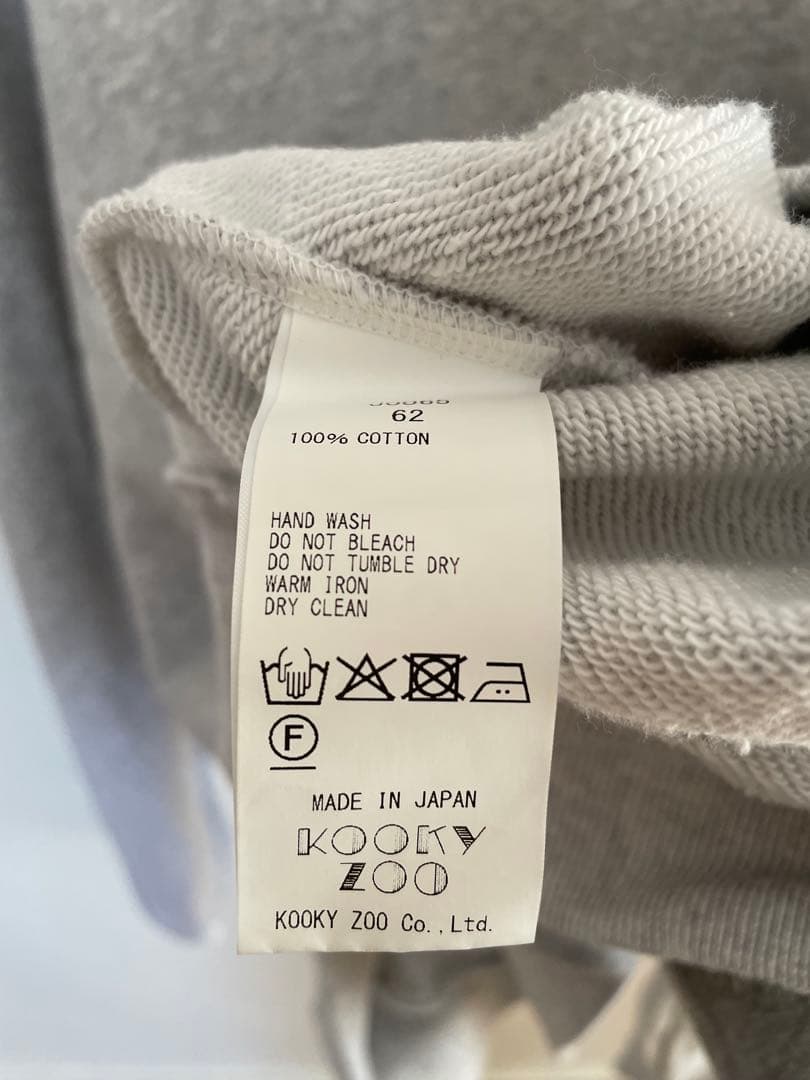 62
100% COTTON
HAND WASH
DO NOT BLEACH
DO NOT TUMBLE DRY
WARM IRON
DRY CLEAN
F
MADE IN JAPAN
KOOKY
ZOO
KOOKY ZOO Co.,Ltd.